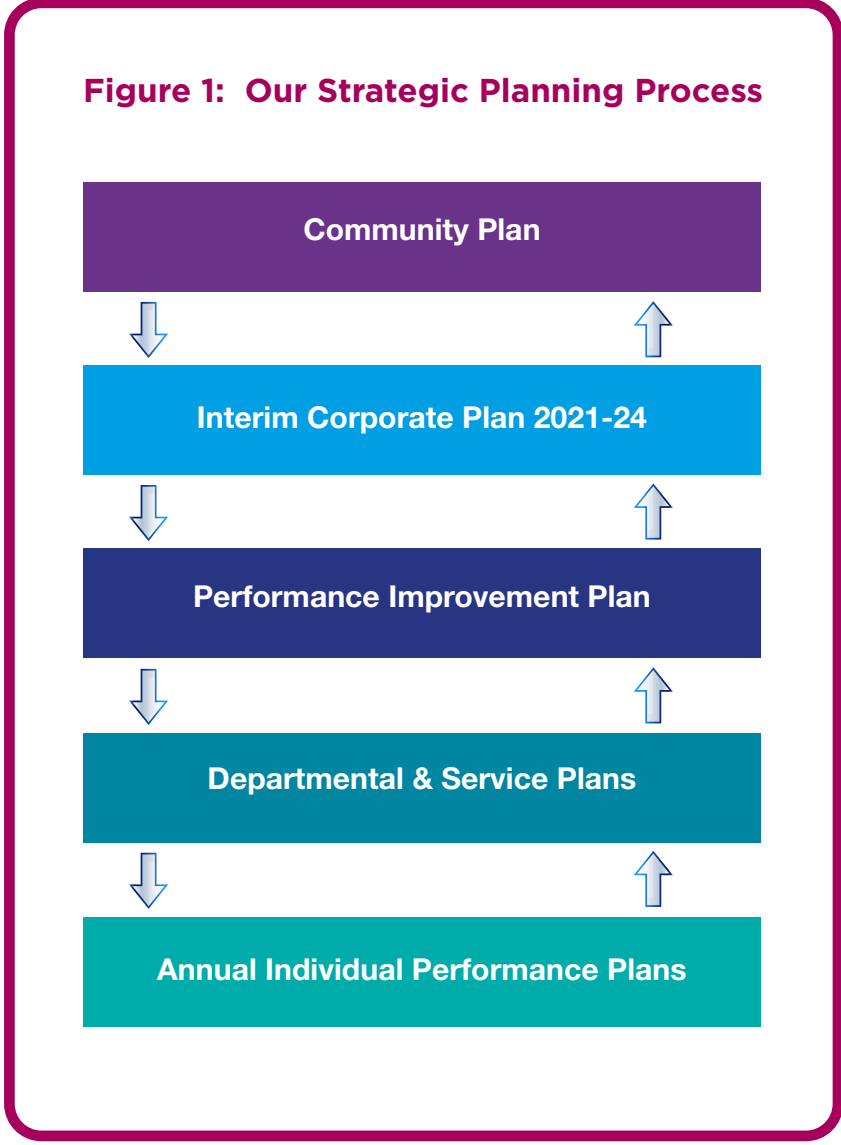 Figure 1:  Our Strategic Planning Process
Community Plan
Interim Corporate Plan 2021-24
Performance Improvement Plan
Departmental & Service Plans
Annual Individual Performance Plans